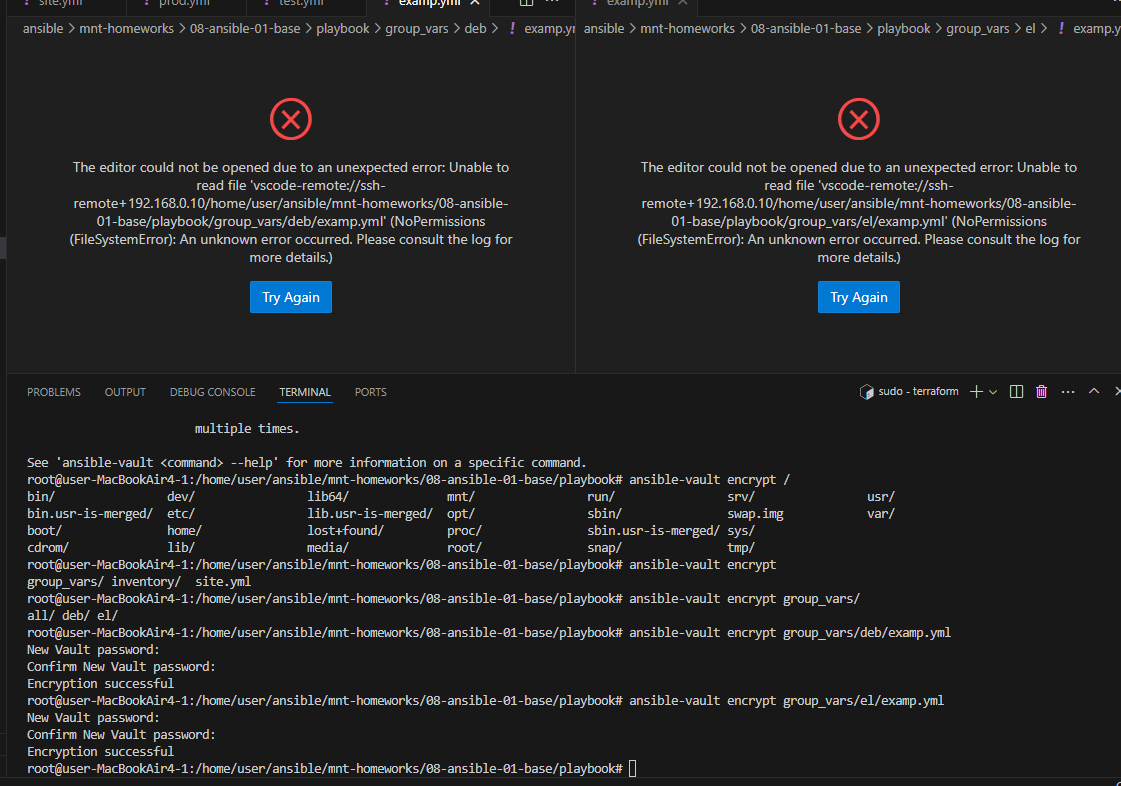 site.yml prod.yml test.yml examp.yml examp.yml
ansible > mnt-homeworks > 08-ansible-01-base > playbook > group_vars > deb > ! examp.yr
ansible > mnt-homeworks > 08-ansible-01-base > playbook > group_vars > el > ! examp.y
The editor could not be opened due to an unexpected error: Unable to
read file 'vscode-remote://ssh-
remote+192.168.0.10/home/user/ansible/mnt-homeworks/08-ansible-
01-base/playbook/group_vars/deb/examp.yml' (NoPermissions
(FileSystemError): An unknown error occurred. Please consult the log for
more details.)
Try Again
The editor could not be opened due to an unexpected error: Unable to
read file 'vscode-remote://ssh-
remote+192.168.0.10/home/user/ansible/mnt-homeworks/08-ansible-
01-base/playbook/group_vars/el/examp.yml' (NoPermissions
(FileSystemError): An unknown error occurred. Please consult the log for
more details.)
Try Again
PROBLEMS OUTPUT DEBUG CONSOLE TERMINAL PORTS sudo - terraform
multiple times.
See 'ansible-vault <command> --help' for more information on a specific command.
root@user-MacBookAir4-1:/home/user/ansible/mnt-homeworks/08-ansible-01-base/playbook# ansible-vault encrypt /
bin/ dev/ lib64/ mnt/ run/ srv/ usr/
bin.usr-is-merged/ etc/ lib.usr-is-merged/ opt/ sbin/ swap.img var/
boot/ home/ lost+found/ proc/ sbin.usr-is-merged/ sys/
cdrom/ lib/ media/ root/ snap/ tmp/
root@user-MacBookAir4-1:/home/user/ansible/mnt-homeworks/08-ansible-01-base/playbook# ansible-vault encrypt
group_vars/ inventory/ site.yml
root@user-MacBookAir4-1:/home/user/ansible/mnt-homeworks/08-ansible-01-base/playbook# ansible-vault encrypt group_vars/
all/ deb/ el/
root@user-MacBookAir4-1:/home/user/ansible/mnt-homeworks/08-ansible-01-base/playbook# ansible-vault encrypt group_vars/deb/examp.yml
New Vault password:
Confirm New Vault password:
Encryption successful
root@user-MacBookAir4-1:/home/user/ansible/mnt-homeworks/08-ansible-01-base/playbook# ansible-vault encrypt group_vars/el/examp.yml
New Vault password:
Confirm New Vault password:
Encryption successful
root@user-MacBookAir4-1:/home/user/ansible/mnt-homeworks/08-ansible-01-base/playbook#